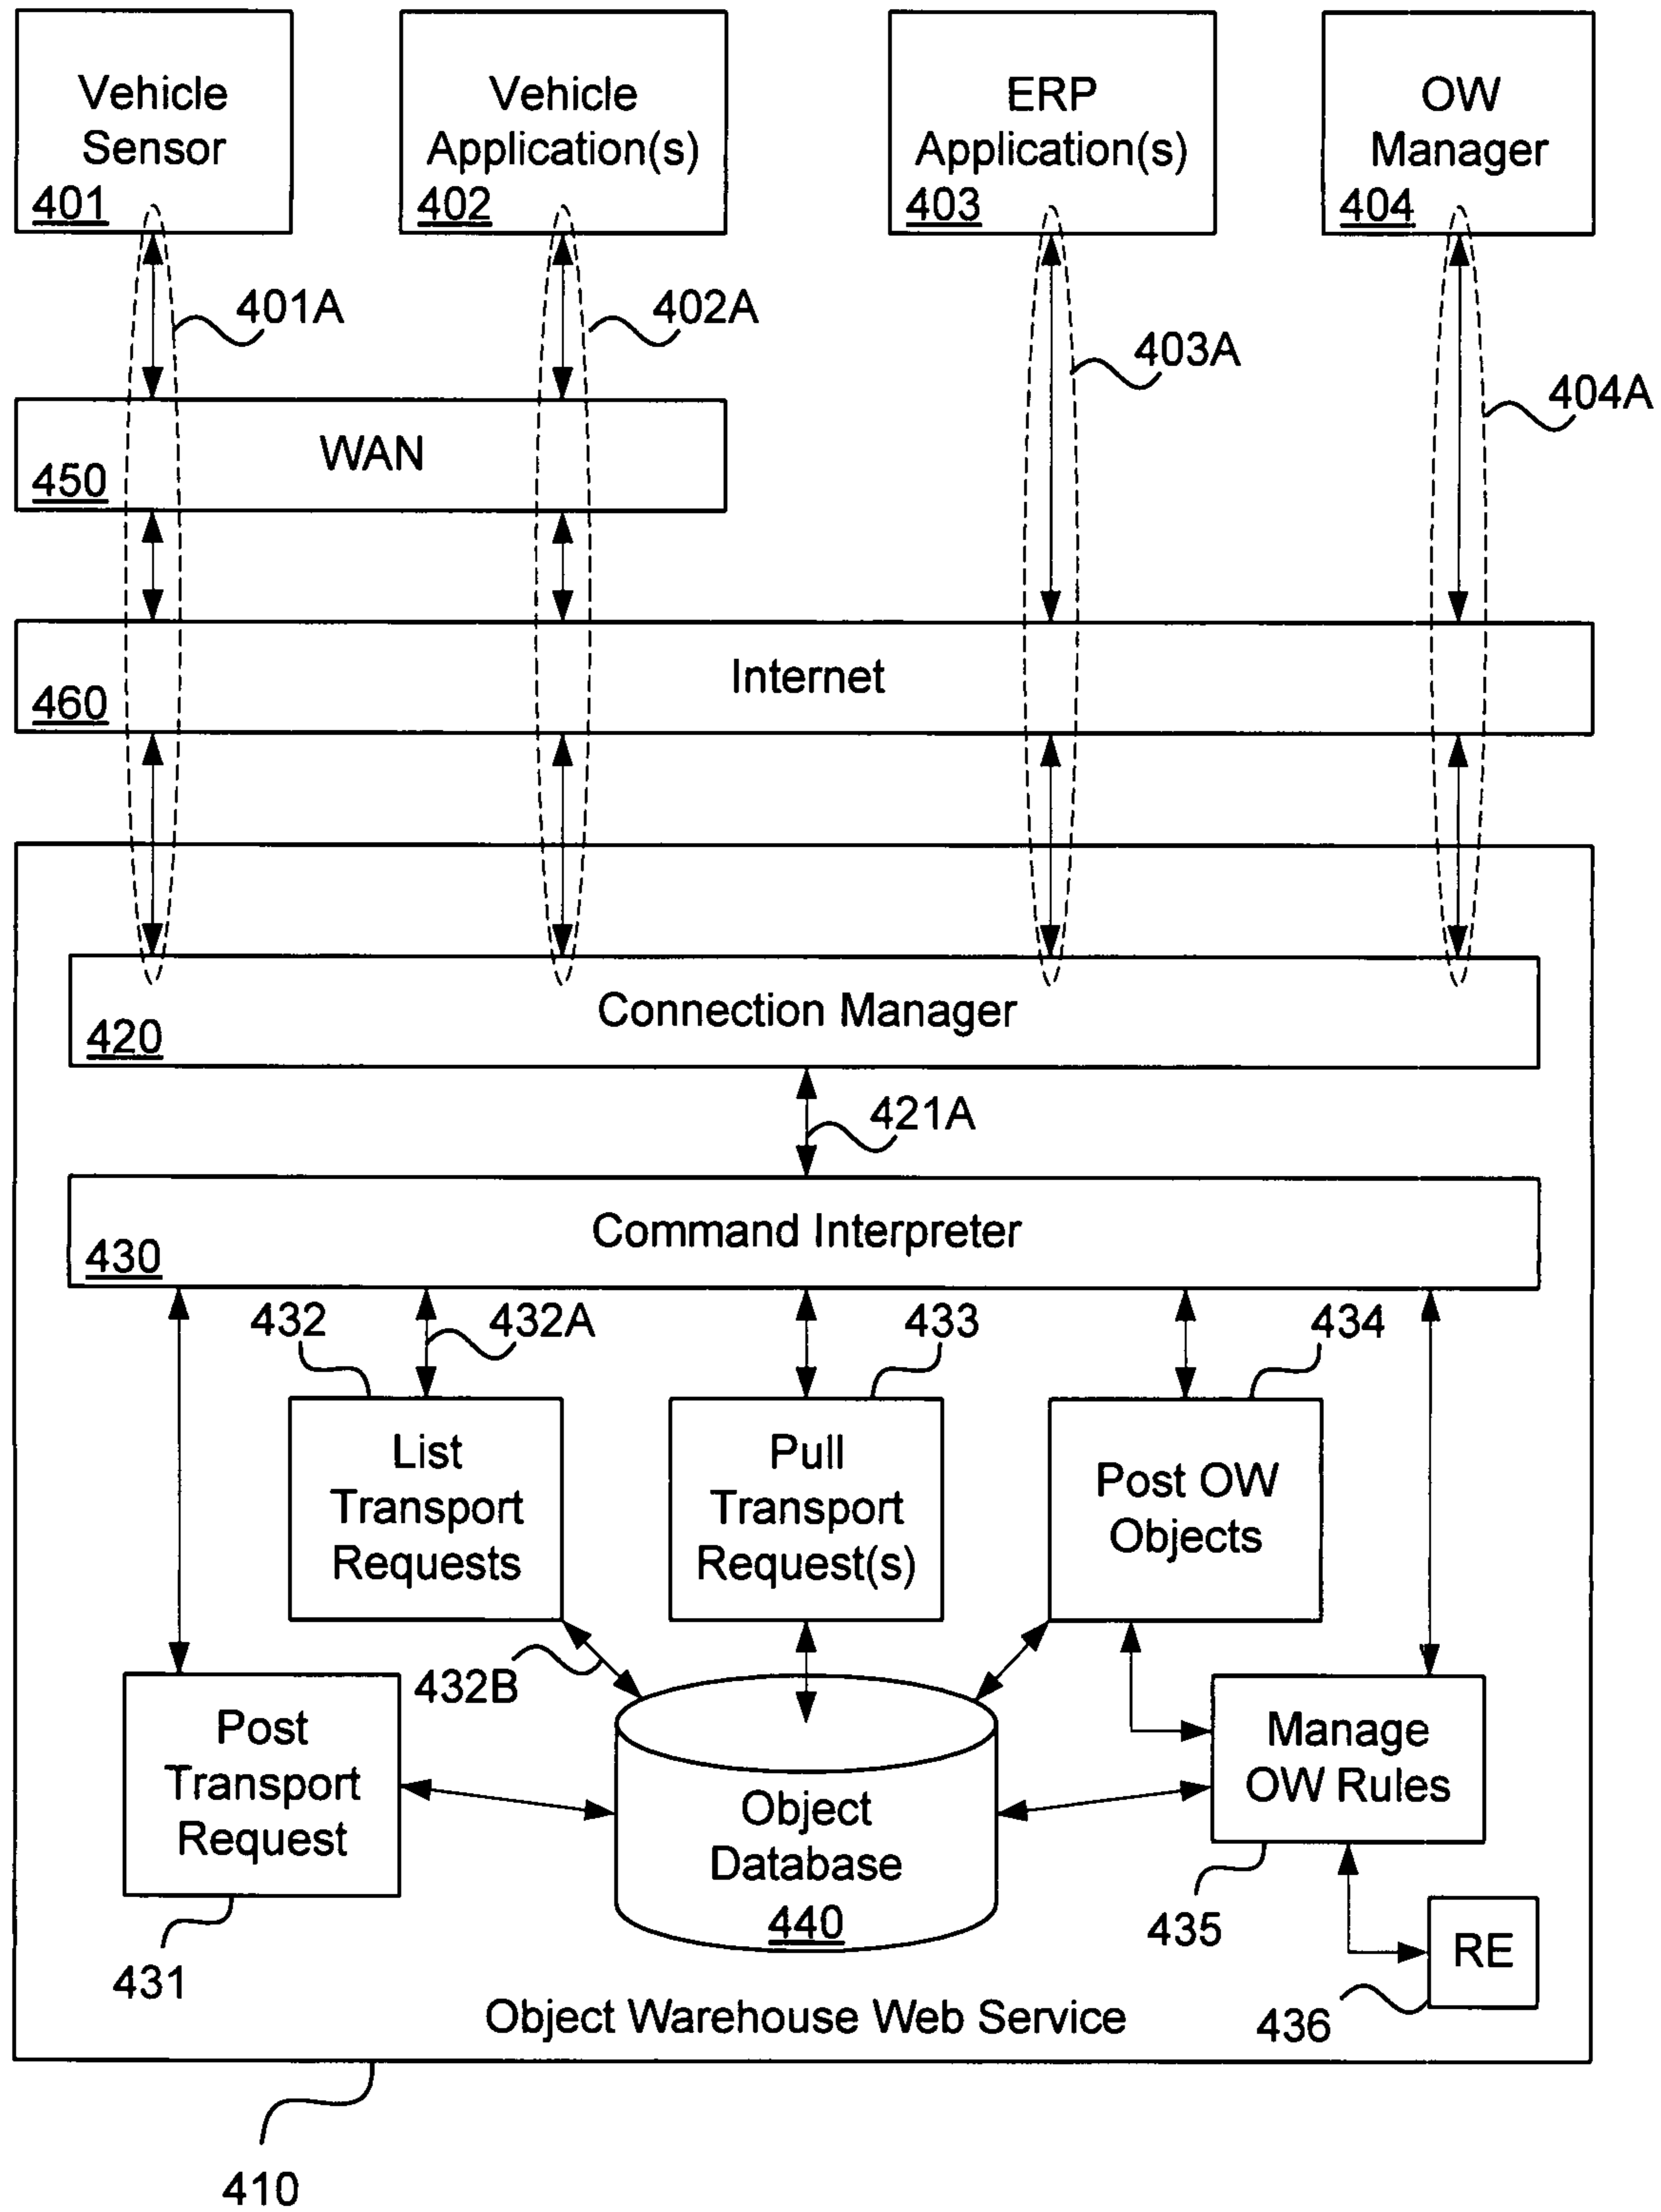 Vehicle
Sensor
401
Vehicle
Application(s)
402
ERP
Application(s)
403
OW
Manager
404
401A
402A
403A
404A
WAN
450
Internet
460
Connection Manager
420
421A
Command Interpreter
430
432
432A
433
434
List
Transport
Requests
Pull
Transport
Request(s)
Post OW
Objects
432B
Post
Transport
Request
Object
Database
440
Manage
OW Rules
431
435
RE
436
Object Warehouse Web Service
410